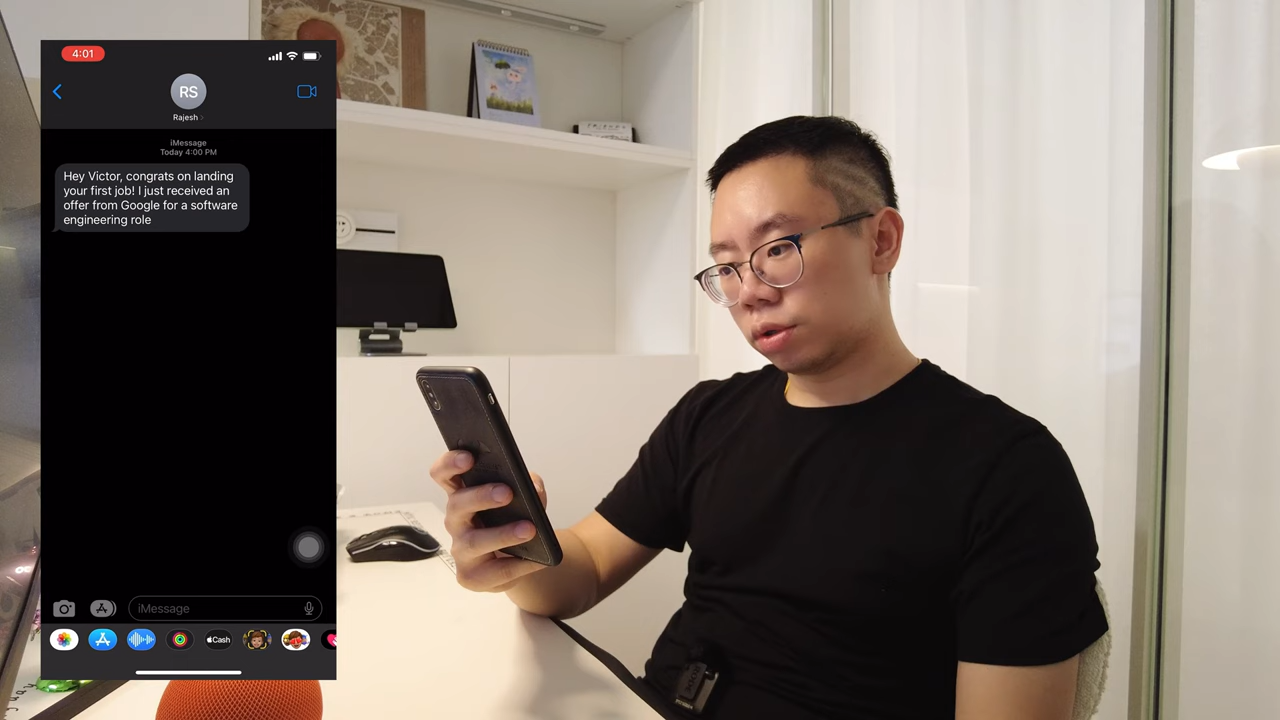 4:01
RS
Rajesh
iMessage
Today 4:00 PM
Hey Victor, congrats on landing
your first job! I just received an
offer from Google for a software
engineering role
iMessage
Cash
RODE